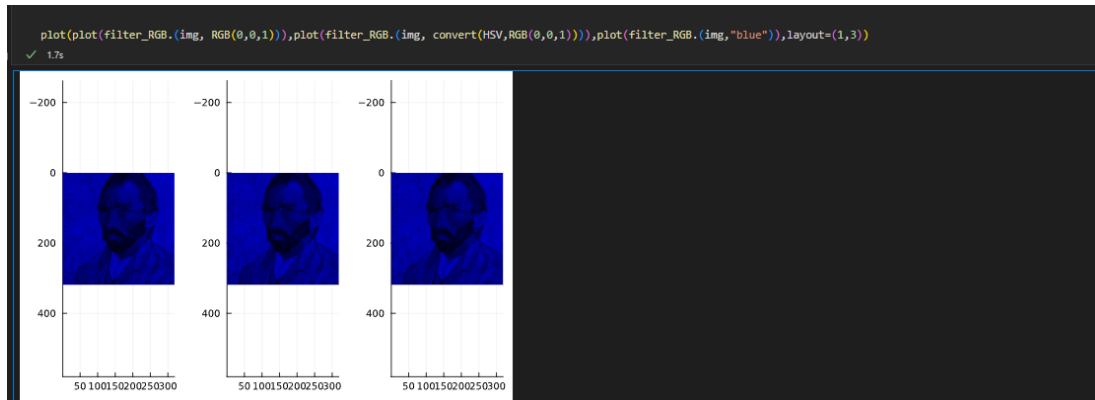 plot(plot(filter_RGB.(img, RGB(0,0,1))),plot(filter_RGB.(img, convert(HSV,RGB(0,0,1)))),plot(filter_RGB.(img,"blue")),layout=(1,3))
✓ 1.7s
−200 −200 −200
0 0 0
200 200 200
400 400 400
50 100150200250300 50 100150200250300 50 100150200250300